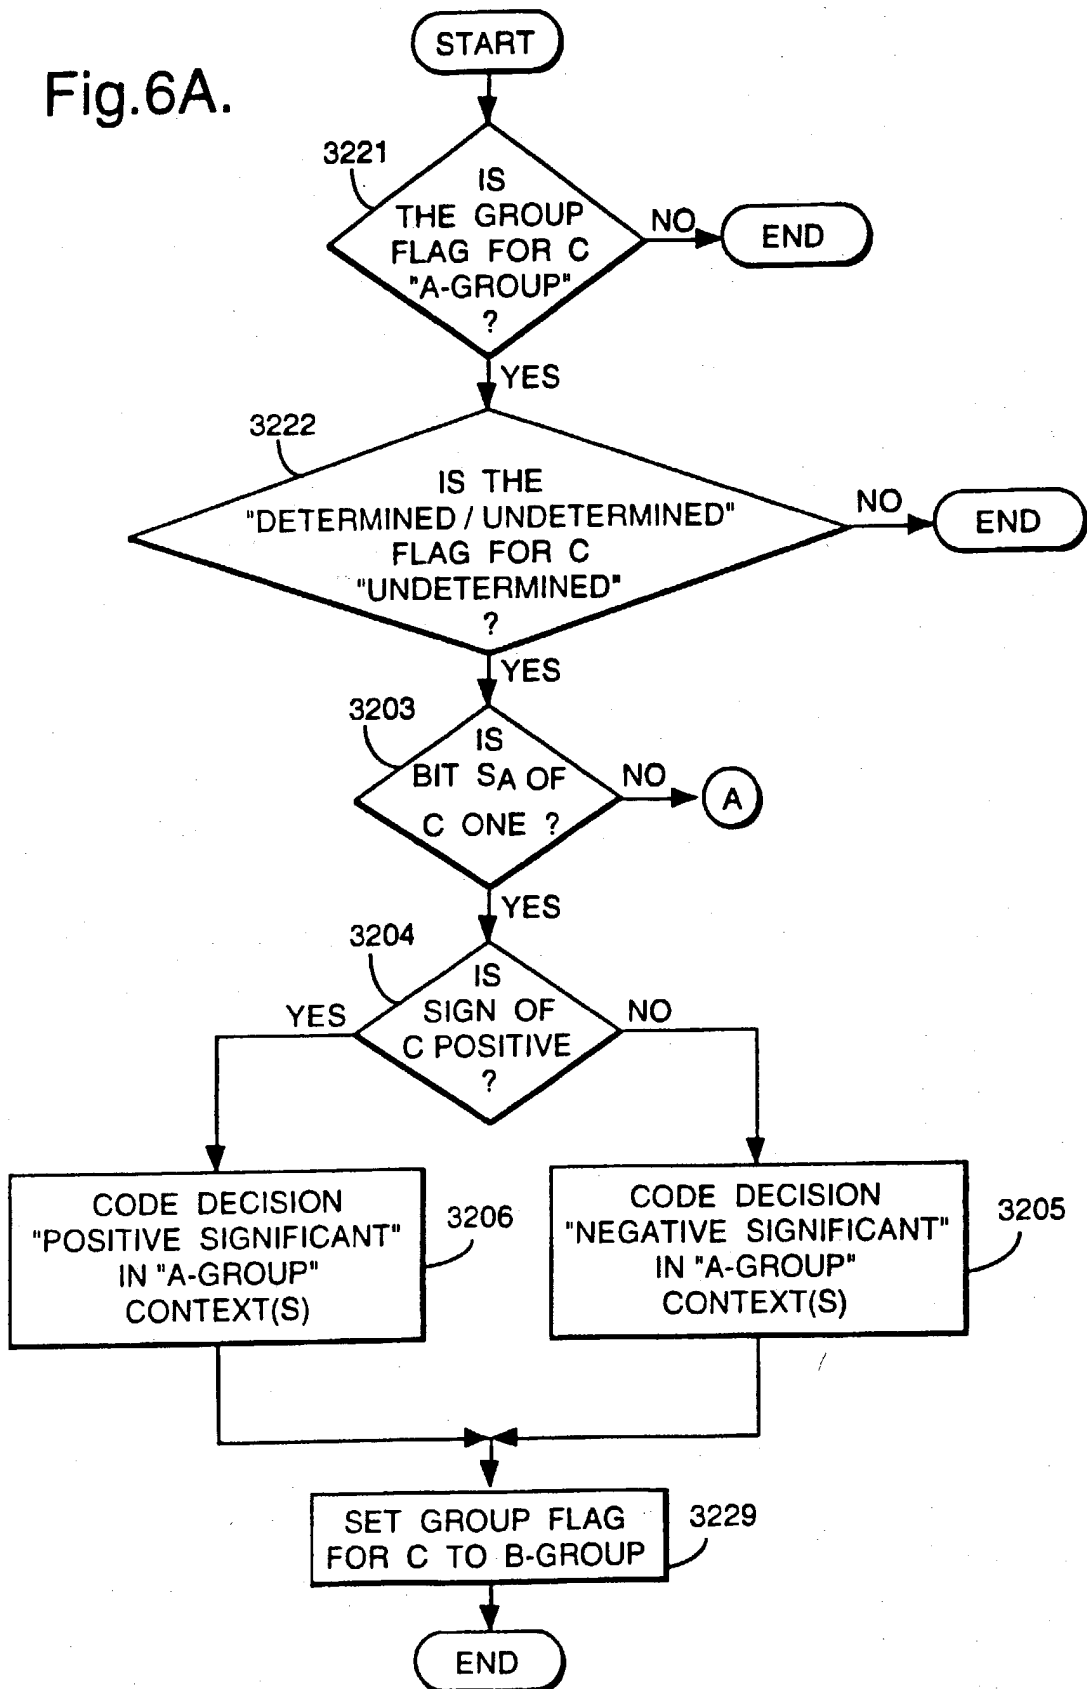 START
Fig.6A.
3221
IS
THE GROUP
FLAG FOR C
"A-GROUP"
?
NO
END
YES
3222
IS THE
"DETERMINED / UNDETERMINED"
FLAG FOR C
"UNDETERMINED"
?
NO
END
YES
3203
IS
BIT SA OF
C ONE ?
NO
A
YES
3204
IS
SIGN OF
C POSITIVE
?
YES
NO
CODE DECISION
"POSITIVE SIGNIFICANT"
IN "A-GROUP"
CONTEXT(S)
3206
CODE DECISION
"NEGATIVE SIGNIFICANT"
IN "A-GROUP"
CONTEXT(S)
3205
SET GROUP FLAG
FOR C TO B-GROUP
3229
END